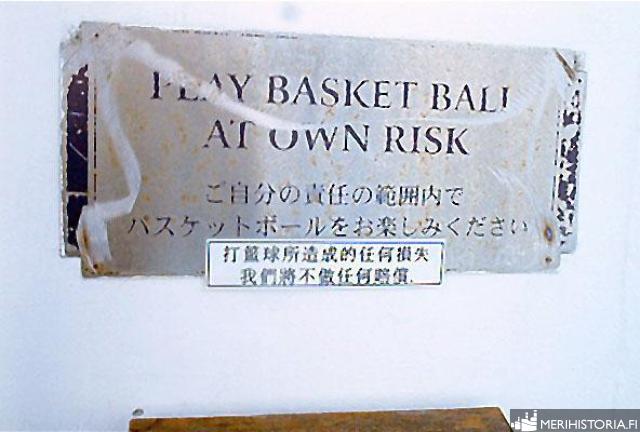 PLAY BASKET BALL
AT OWN RISK
ご自分の責任の範囲内で
バスケットボールをお楽しみください
打籃球所造成的任何損失
我們將不做任何賠償.
MERIHISTORIA.FI